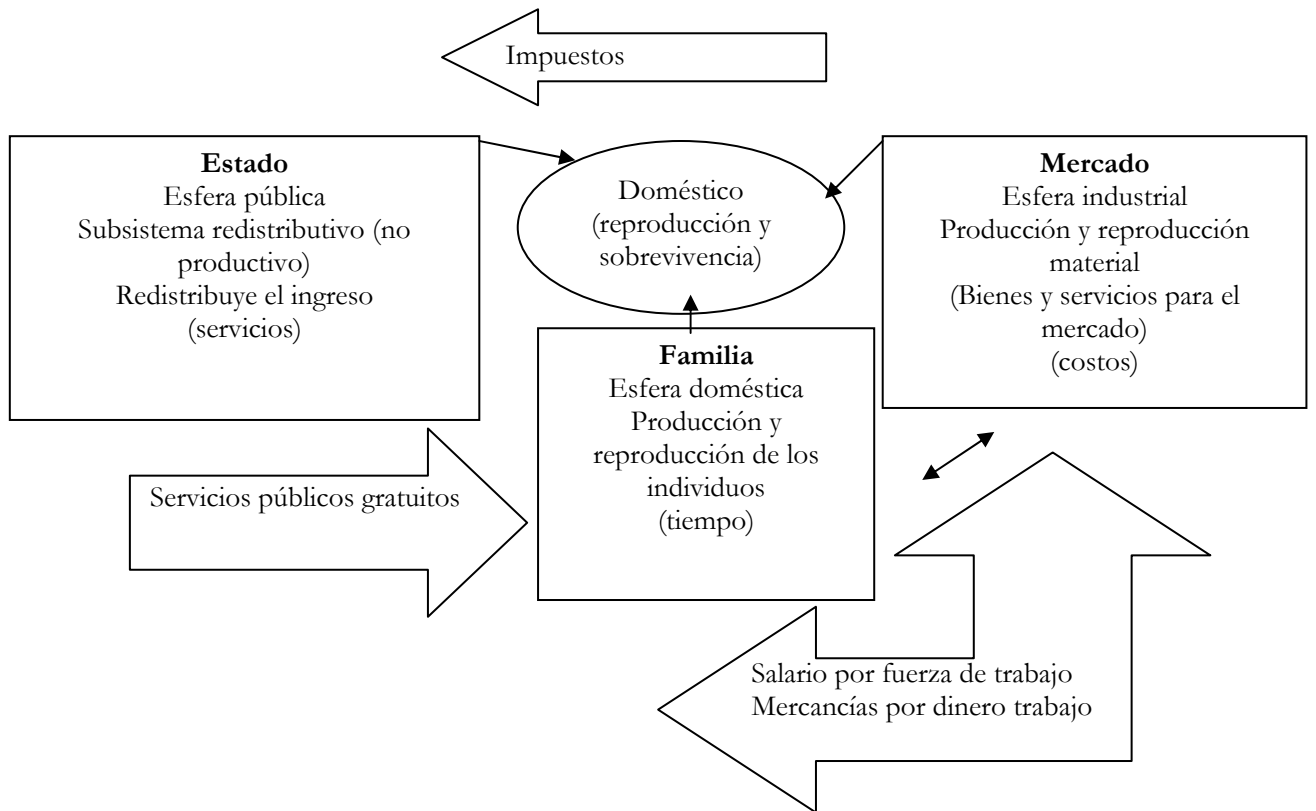 Impuestos
Estado
Esfera pública
Subsistema redistributivo (no
productivo)
Redistribuye el ingreso
(servicios)
Doméstico
(reproducción y
sobrevivencia)
Mercado
Esfera industrial
Producción y reproducción
material
(Bienes y servicios para el
mercado)
(costos)
Familia
Esfera doméstica
Producción y
reproducción de los
individuos
(tiempo)
Servicios públicos gratuitos
Salario por fuerza de trabajo
Mercancías por dinero trabajo